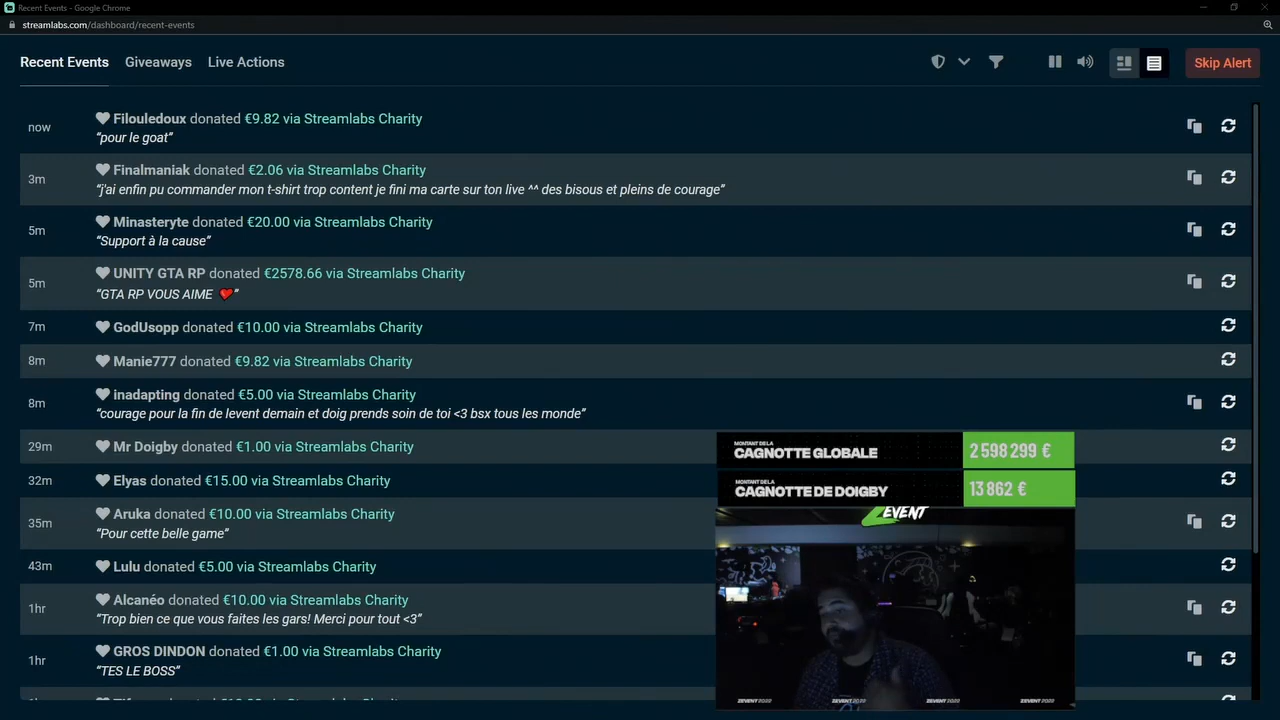 Recent Events - Google Chrome
streamlabs.com/dashboard/recent-events
Recent Events Giveaways Live Actions Skip Alert
now Filouledoux donated €9.82 via Streamlabs Charity
“pour le goat”
3m Finalmaniak donated €2.06 via Streamlabs Charity
“j'ai enfin pu commander mon t-shirt trop content je fini ma carte sur ton live ^^ des bisous et pleins de courage”
5m Minasteryte donated €20.00 via Streamlabs Charity
“Support à la cause”
5m UNITY GTA RP donated €2578.66 via Streamlabs Charity
“GTA RP VOUS AIME ❤️”
7m GodUsopp donated €10.00 via Streamlabs Charity
8m Manie777 donated €9.82 via Streamlabs Charity
8m inadapting donated €5.00 via Streamlabs Charity
“courage pour la fin de levent demain et doig prends soin de toi <3 bsx tous les monde”
29m Mr Doigby donated €1.00 via Streamlabs Charity
32m Elyas donated €15.00 via Streamlabs Charity
35m Aruka donated €10.00 via Streamlabs Charity
“Pour cette belle game”
43m Lulu donated €5.00 via Streamlabs Charity
1hr Alcanéo donated €10.00 via Streamlabs Charity
“Trop bien ce que vous faites les gars! Merci pour tout <3”
1hr GROS DINDON donated €1.00 via Streamlabs Charity
“TES LE BOSS”
MONTANT DE LA
CAGNOTTE GLOBALE 2 598 299 €
MONTANT DE LA
CAGNOTTE DE DOIGBY 13 862 €
ZEVENT
ZEVENT 2022 ZEVENT 2022 ZEVENT 2022 ZEVENT 2022